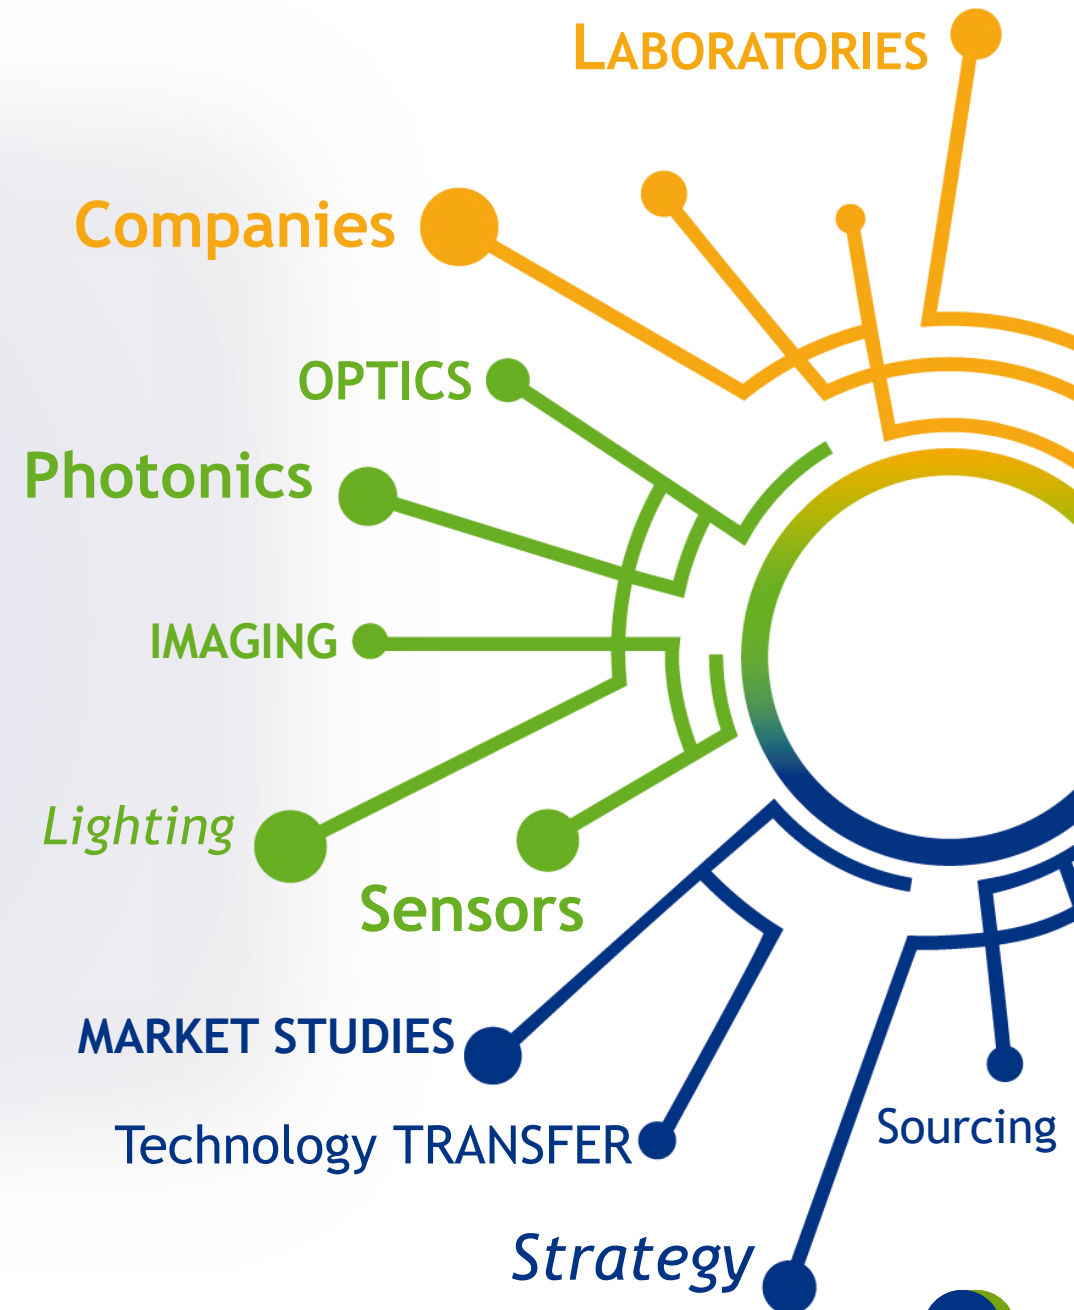 LABORATORIES
Companies
OPTICS
Photonics
IMAGING
Lighting
Sensors
MARKET STUDIES
Technology TRANSFER
Sourcing
Strategy